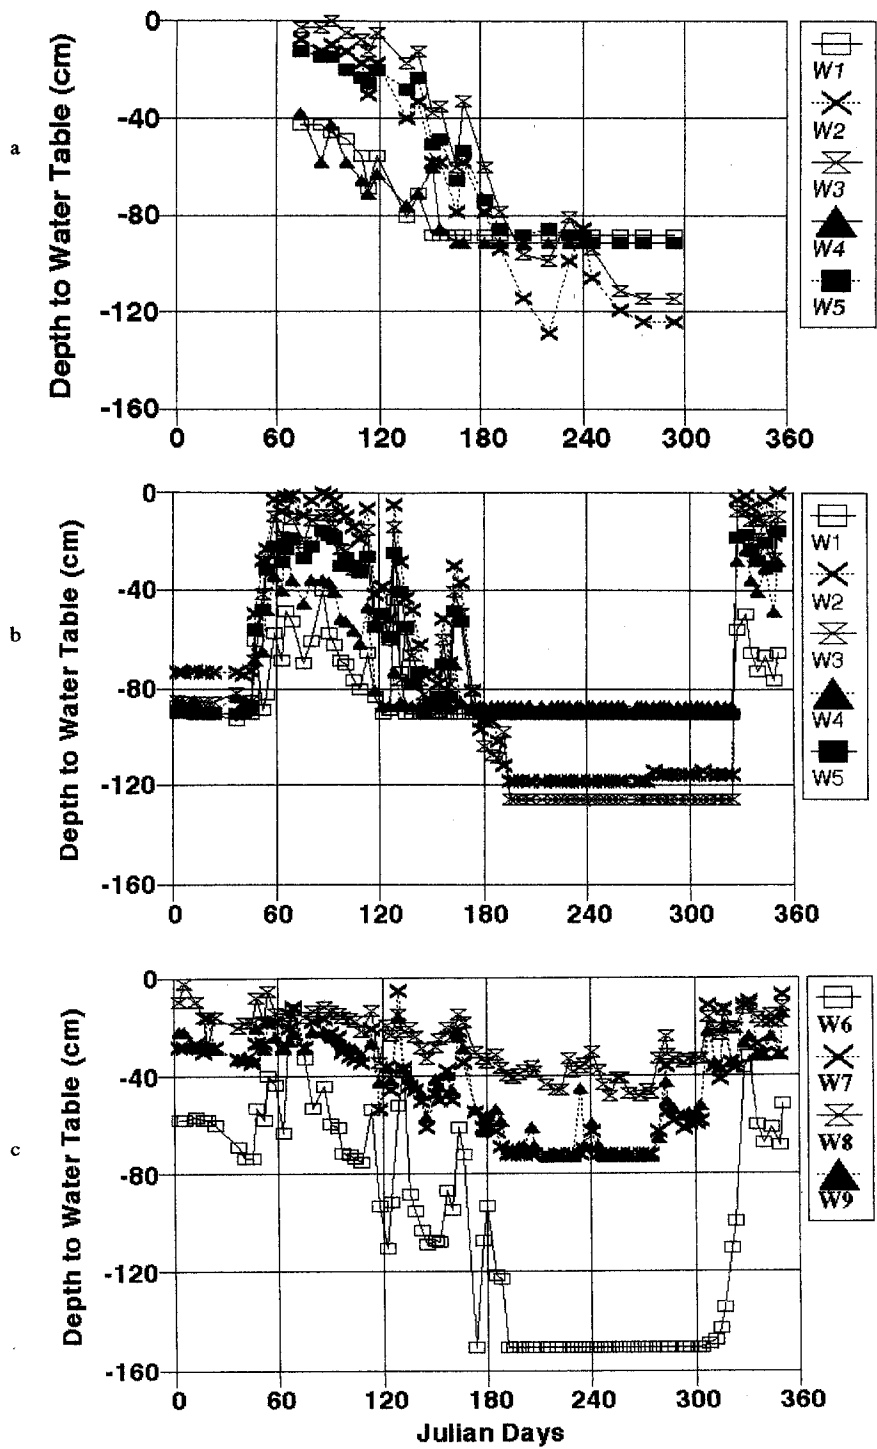 a
Depth to Water Table (cm)
0
-40
-80
-120
-160
0 60 120 180 240 300 360
W1
W2
W3
W4
W5
b
Depth to Water Table (cm)
0
-40
-80
-120
-160
0 60 120 180 240 300 360
W1
W2
W3
W4
W5
c
Depth to Water Table (cm)
0
-40
-80
-120
-160
0 60 120 180 240 300 360
Julian Days
W6
W7
W8
W9